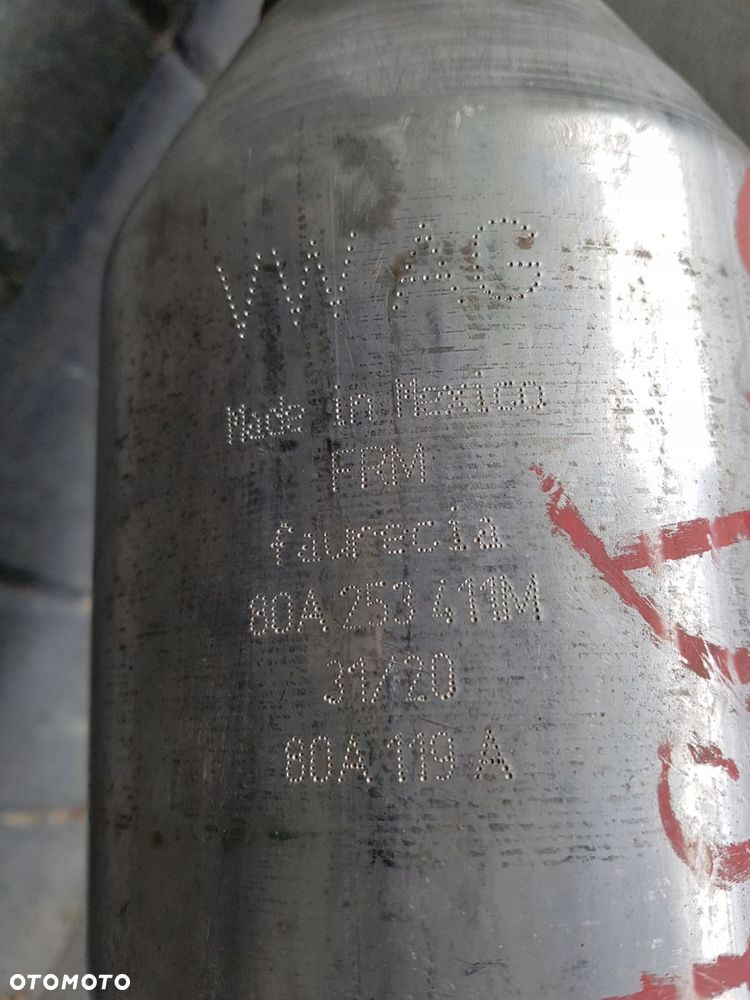 VW AG
Made in Mexico
FRM
faurecia
80A 253 411M
31/20
80A 119 A
OTOMOTO